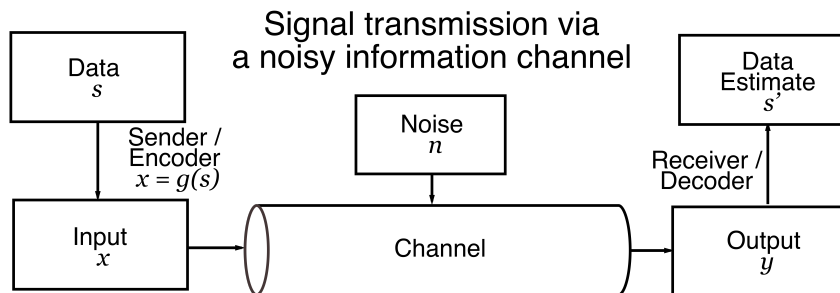 Signal transmission via
a noisy information channel
Data
s
Sender /
Encoder
x = g(s)
Input
x
Noise
n
Channel
Data
Estimate
s’
Receiver /
Decoder
Output
y